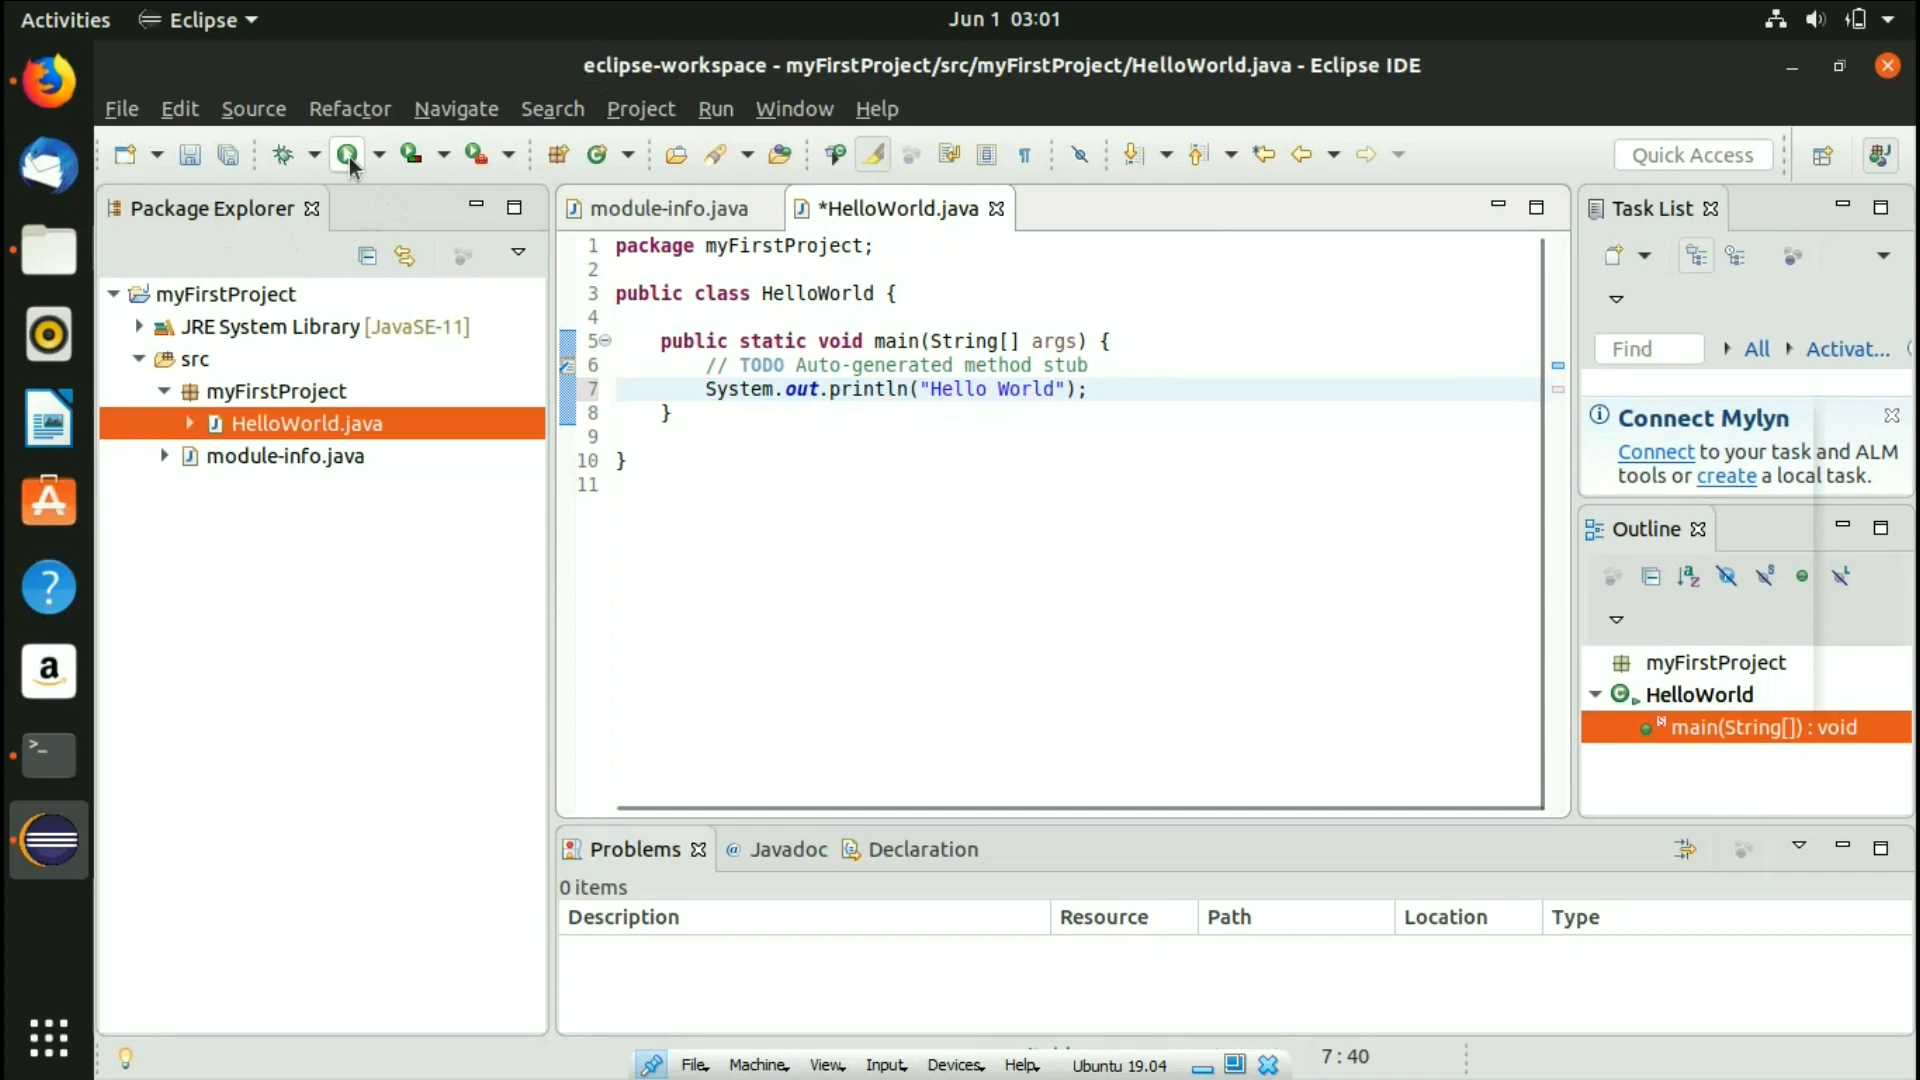 Activities Eclipse Jun 1 03:01
eclipse-workspace - myFirstProject/src/myFirstProject/HelloWorld.java - Eclipse IDE
File Edit Source Refactor Navigate Search Project Run Window Help
Quick Access
Package Explorer
myFirstProject
JRE System Library [JavaSE-11]
src
myFirstProject
HelloWorld.java
module-info.java
module-info.java *HelloWorld.java
1 package myFirstProject;
2
3 public class HelloWorld {
4
5 public static void main(String[] args) {
6 // TODO Auto-generated method stub
7 System.out.println("Hello World");
8 }
9
10 }
11
Task List
Find All Activat...
Connect Mylyn
Connect to your task and ALM
tools or create a local task.
Outline
myFirstProject
HelloWorld
main(String[]) : void
Problems @ Javadoc Declaration
0 items
Description Resource Path Location Type
File Machine View Input Devices Help Ubuntu 19.04
7 : 40